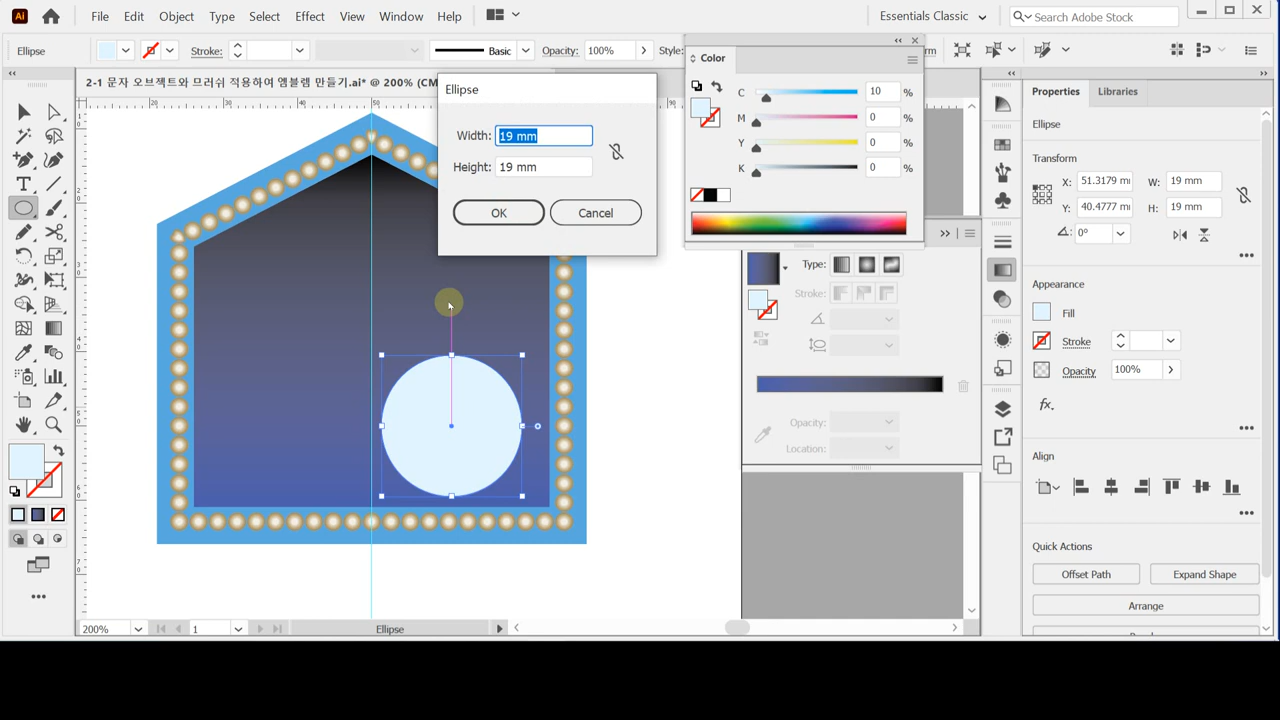 Ai File Edit Object Type Select Effect View Window Help Essentials Classic Search Adobe Stock
Ellipse Stroke: Basic Opacity: 100% Style:
2-1 문자 오브젝트와 브러쉬 적용하여 엠블렘 만들기.ai* @ 200% (CM
Ellipse
Width: 19 mm
Height: 19 mm
OK Cancel
Color
C 10 %
M 0 %
Y 0 %
K 0 %
Type:
Stroke:
Opacity:
Location:
Properties Libraries
Ellipse
Transform
X: 51.3179 m W: 19 mm
Y: 40.4777 m H: 19 mm
0°
Appearance
Fill
Stroke
Opacity 100%
fx
Align
Quick Actions
Offset Path Expand Shape
Arrange
200% 1 Ellipse